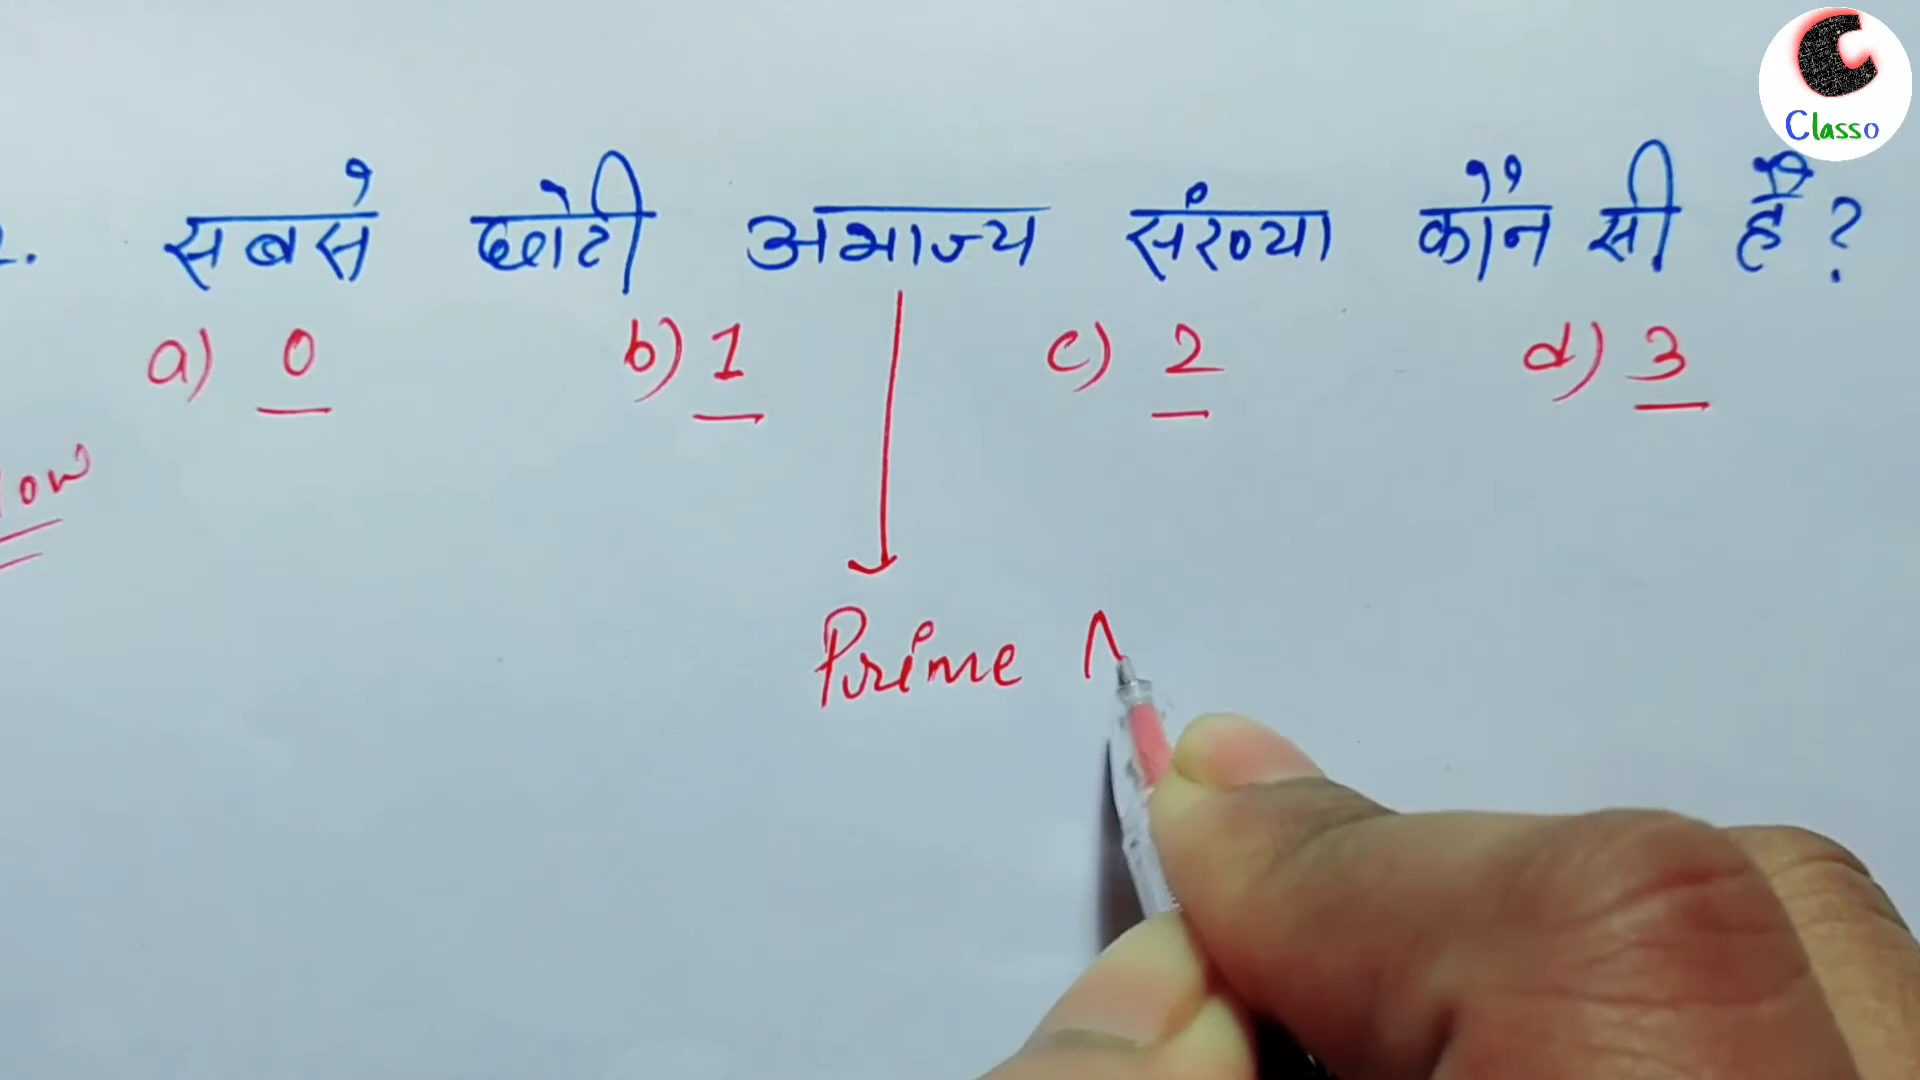 Classo
सबसे छोटी अभाज्य संख्या कौन सी है ?
a) 0 b) 1 c) 2 d) 3
Prime